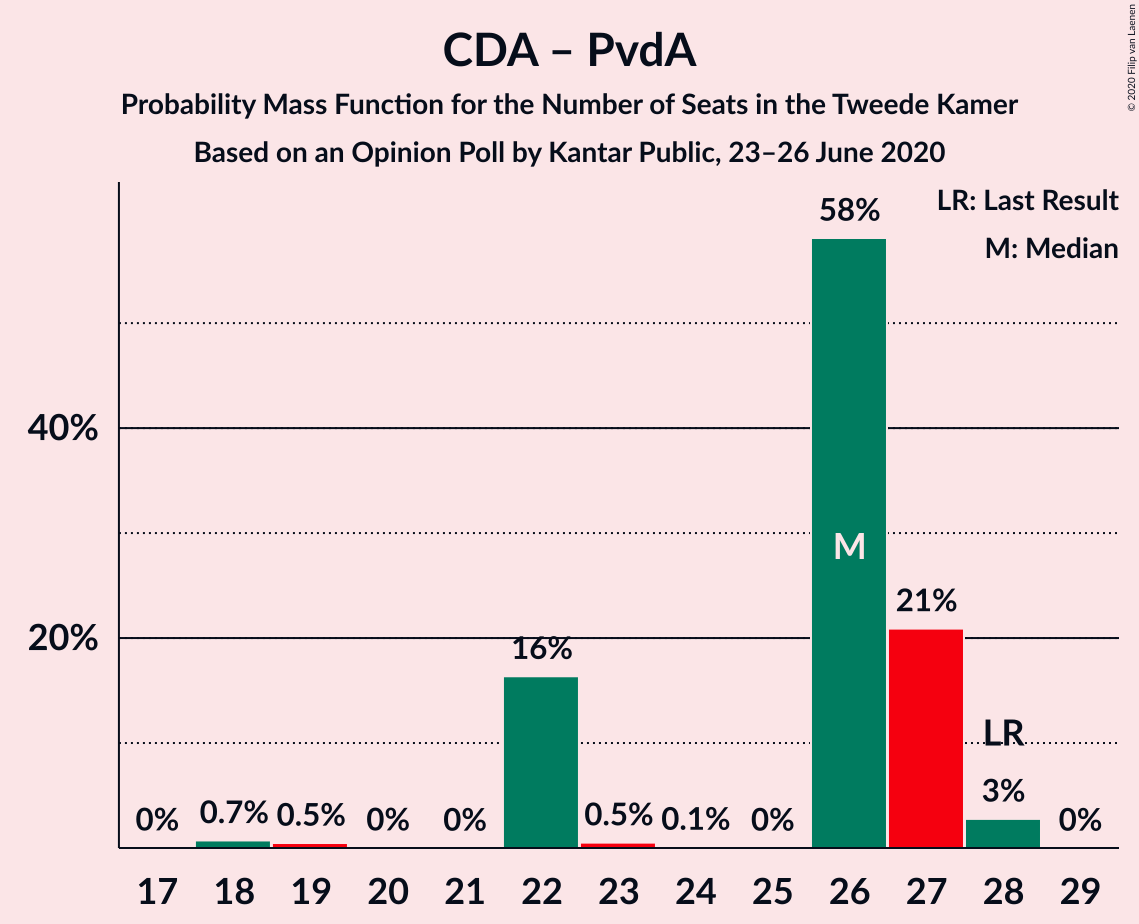 CDA – PvdA
Probability Mass Function for the Number of Seats in the Tweede Kamer
Based on an Opinion Poll by Kantar Public, 23–26 June 2020
© 2020 Filip van Laenen
LR: Last Result
M: Median
58%
40%
M
21%
20%
16%
LR
3%
0% 0.7% 0.5% 0% 0% 0.5% 0.1% 0% 0%
17 18 19 20 21 22 23 24 25 26 27 28 29